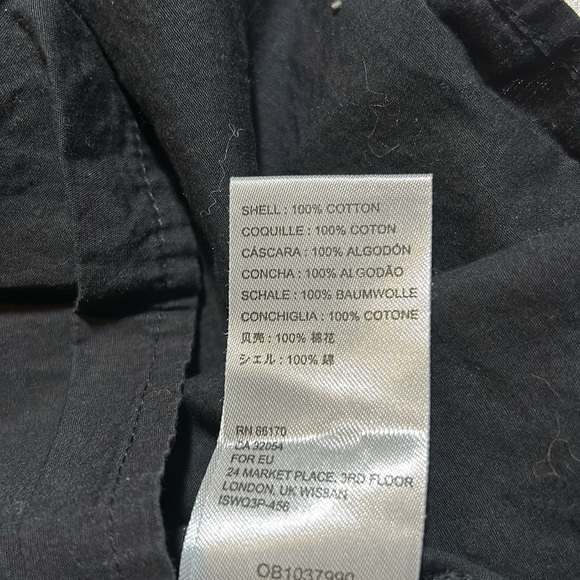 SHELL : 100% COTTON
COQUILLE : 100% COTON
CÁSCARA : 100% ALGODÓN
CONCHA : 100% ALGODÃO
SCHALE : 100% BAUMWOLLE
CONCHIGLIA : 100% COTONE
贝壳 : 100% 棉花
シェル : 100% 綿
RN 66170
CA 32054
FOR EU
24 MARKET PLACE, 3RD FLOOR
LONDON, UK WIS8AN
ISWQ3P-456
OB1037990